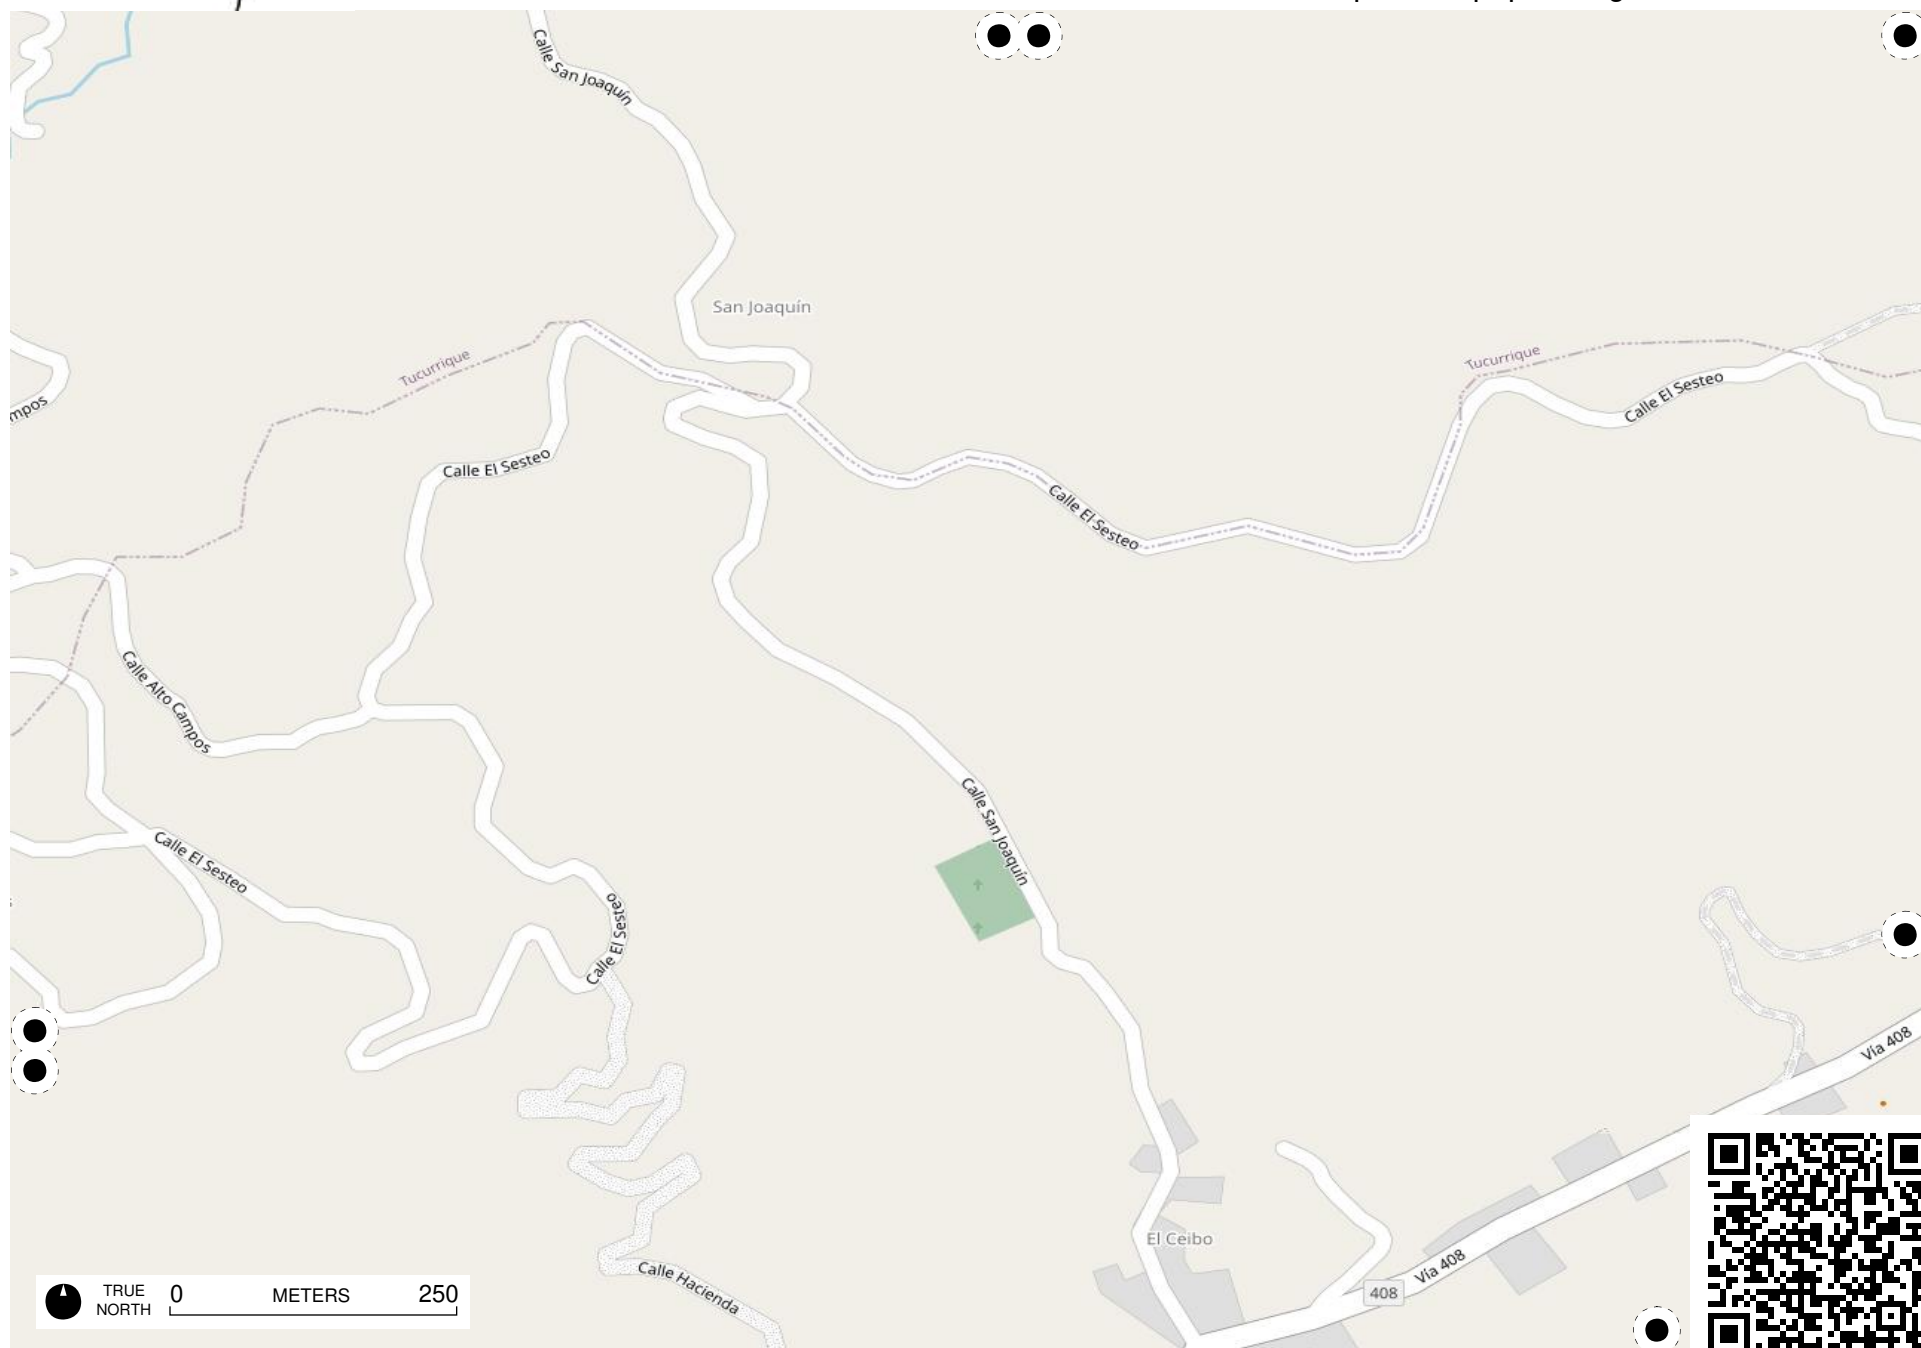 Calle San Joaquín
San Joaquín
Tucurrique
Tucurrique
Calle El Sesteo
mpos
Calle El Sesteo
Calle El Sesteo
Calle Alto Campos
Calle San Joaquín
Calle El Sesteo
Calle El Sesteo
Vía 408
El Ceibo
Vía 408
Calle Hacienda
408
TRUE
NORTH
0 METERS 250